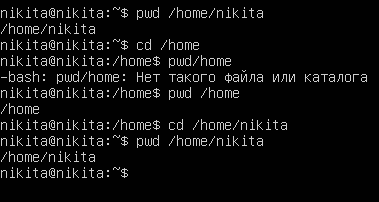 nikita@nikita:~$ pwd /home/nikita
/home/nikita
nikita@nikita:~$ cd /home
nikita@nikita:/home$ pwd/home
-bash: pwd/home: Нет такого файла или каталога
nikita@nikita:/home$ pwd /home
/home
nikita@nikita:/home$ cd /home/nikita
nikita@nikita:~$ pwd /home/nikita
/home/nikita
nikita@nikita:~$